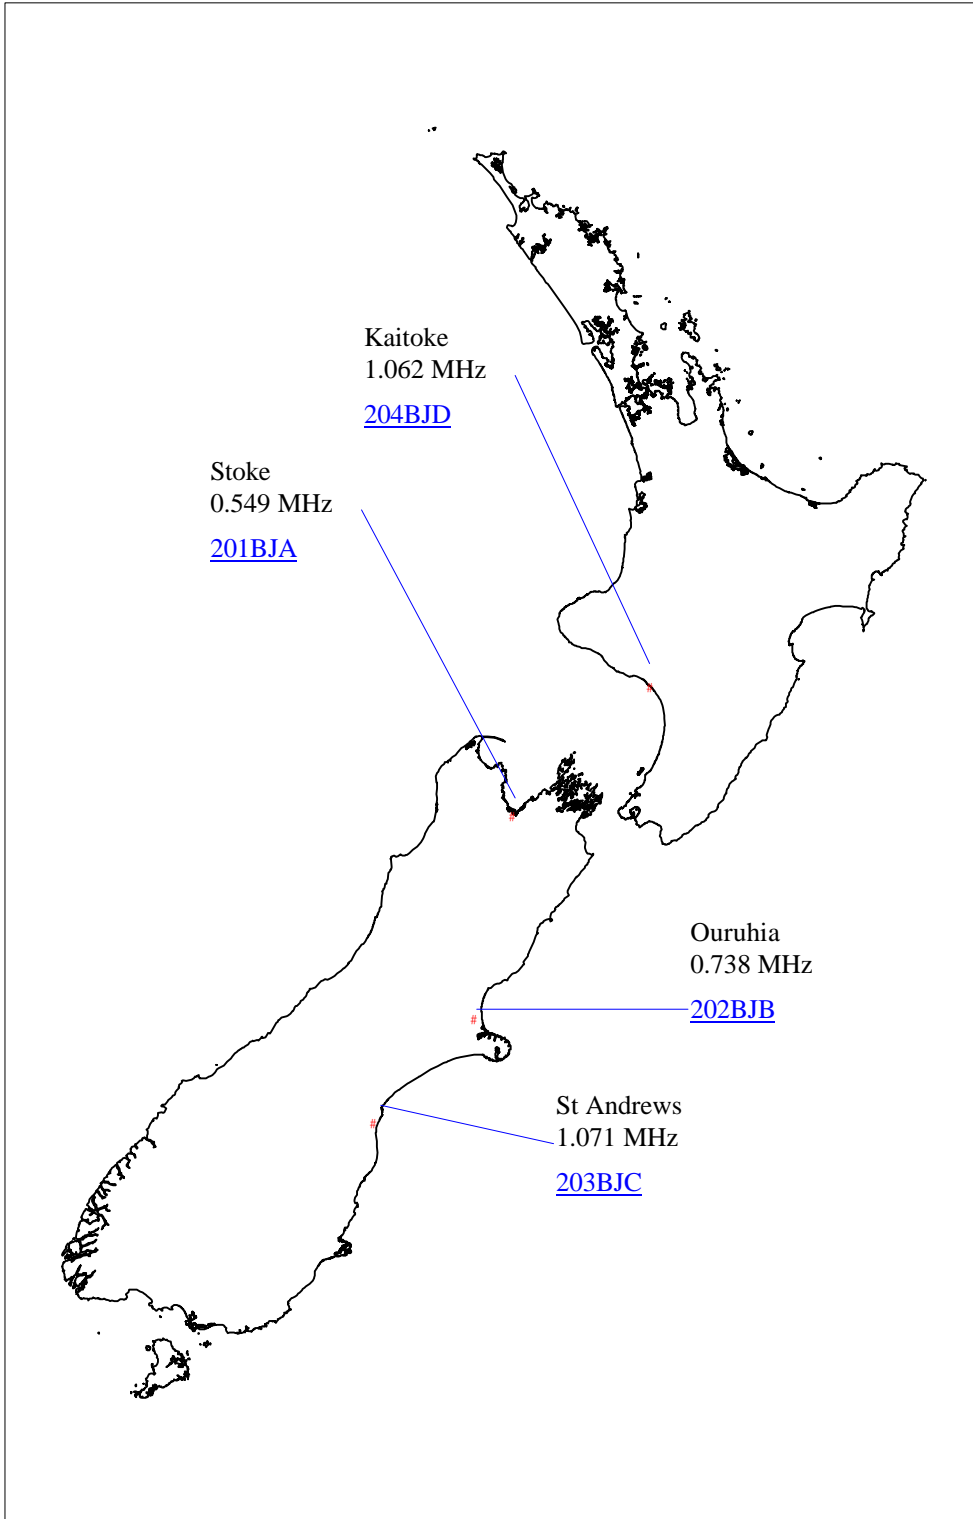 Kaitoke
1.062 MHz
204BJD
Stoke
0.549 MHz
201BJA
#
#
Ouruhia
0.738 MHz
202BJB
#
St Andrews
1.071 MHz
203BJC
#